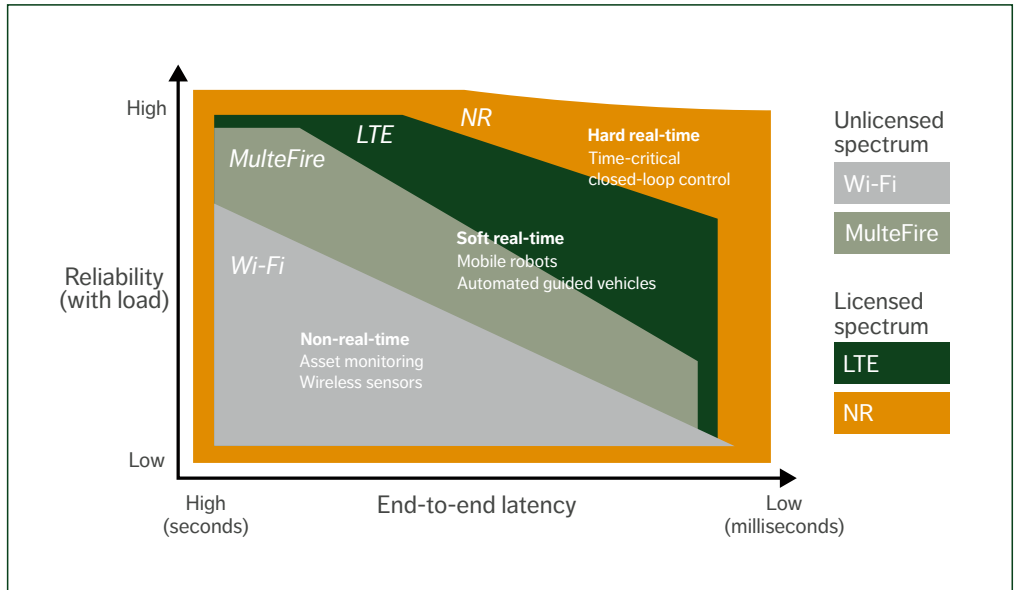 High
Reliability
(with load)
Low
High
(seconds)
End-to-end latency
Low
(milliseconds)
NR
LTE
MulteFire
Wi-Fi
Hard real-time
Time-critical
closed-loop control
Soft real-time
Mobile robots
Automated guided vehicles
Non-real-time
Asset monitoring
Wireless sensors
Unlicensed
spectrum
Wi-Fi
MulteFire
Licensed
spectrum
LTE
NR